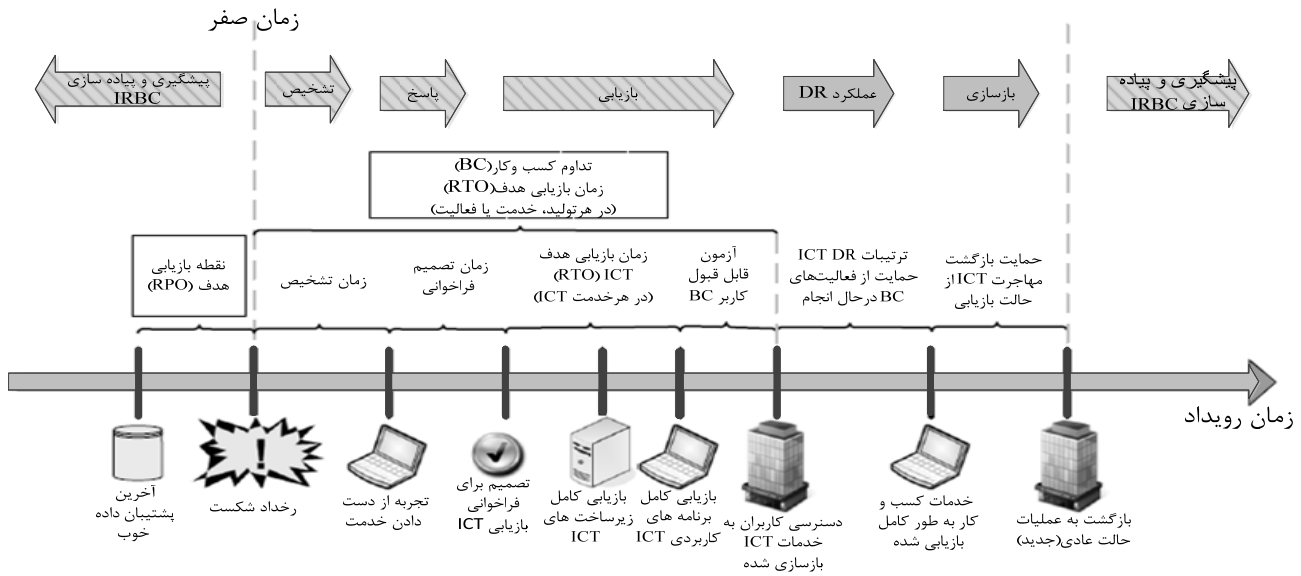 زمان صفر
پیشگیری و پیاده سازی
IRBC
تشخیص
پاسخ
بازیابی
عملکرد DR
بازسازی
پیشگیری و پیاده
سازی IRBC
تداوم کسب وکار(BC)
زمان بازیابی هدف(RTO)
(در هرتولید، خدمت یا فعالیت)
نقطه بازیابی
هدف (RPO)
زمان تشخیص
زمان تصمیم
فراخوانی
زمان بازیابی هدف
ICT (RTO)
(در هرخدمت ICT)
آزمون
قابل قبول
کاربر BC
ترتیبات ICT DR
حمایت از فعالیت‌های
BC درحال انجام
حمایت بازگشت
مهاجرت ICT از
حالت بازیابی
زمان رویداد
آخرین
پشتیبان داده
خوب
رخداد شکست
تجربه از دست
دادن خدمت
تصمیم برای
فراخوانی
بازیابی ICT
بازیابی کامل
زیرساخت های
ICT
بازیابی کامل
برنامه های
کاربردی ICT
دسترسی کاربران به
خدمات ICT
بازسازی شده
خدمات کسب و
کار به طور کامل
بازیابی شده
بازگشت به عملیات
حالت عادی(جدید)